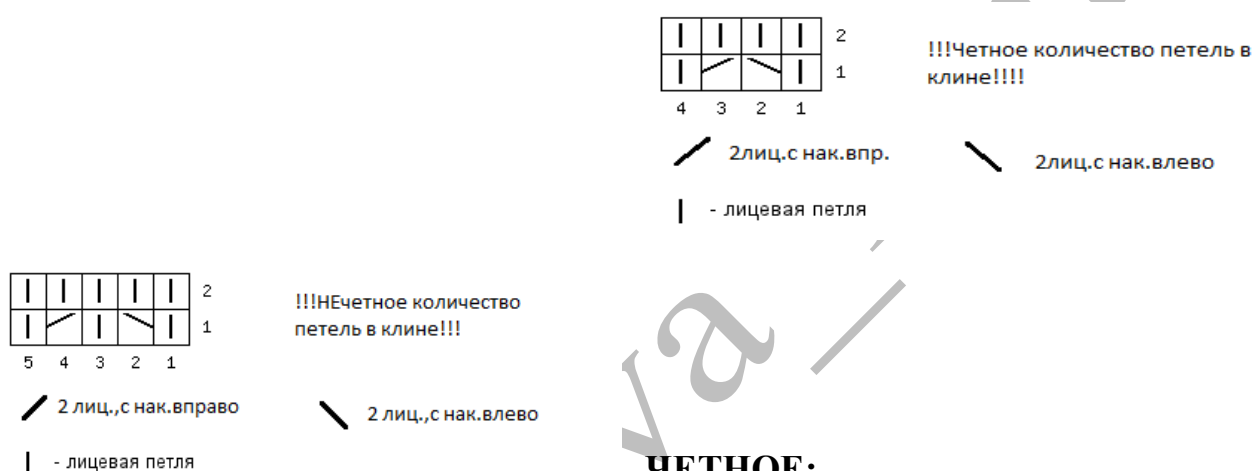 2
1
4 3 2 1
!!!Четное количество петель в
клине!!!!
2лиц.с нак.впр.
2лиц.с нак.влево
- лицевая петля
2
1
5 4 3 2 1
!!!НЕчетное количество
петель в клине!!!
2 лиц.,с нак.вправо
2 лиц.,с нак.влево
- лицевая петля
ЧЕТНОЕ:
va_